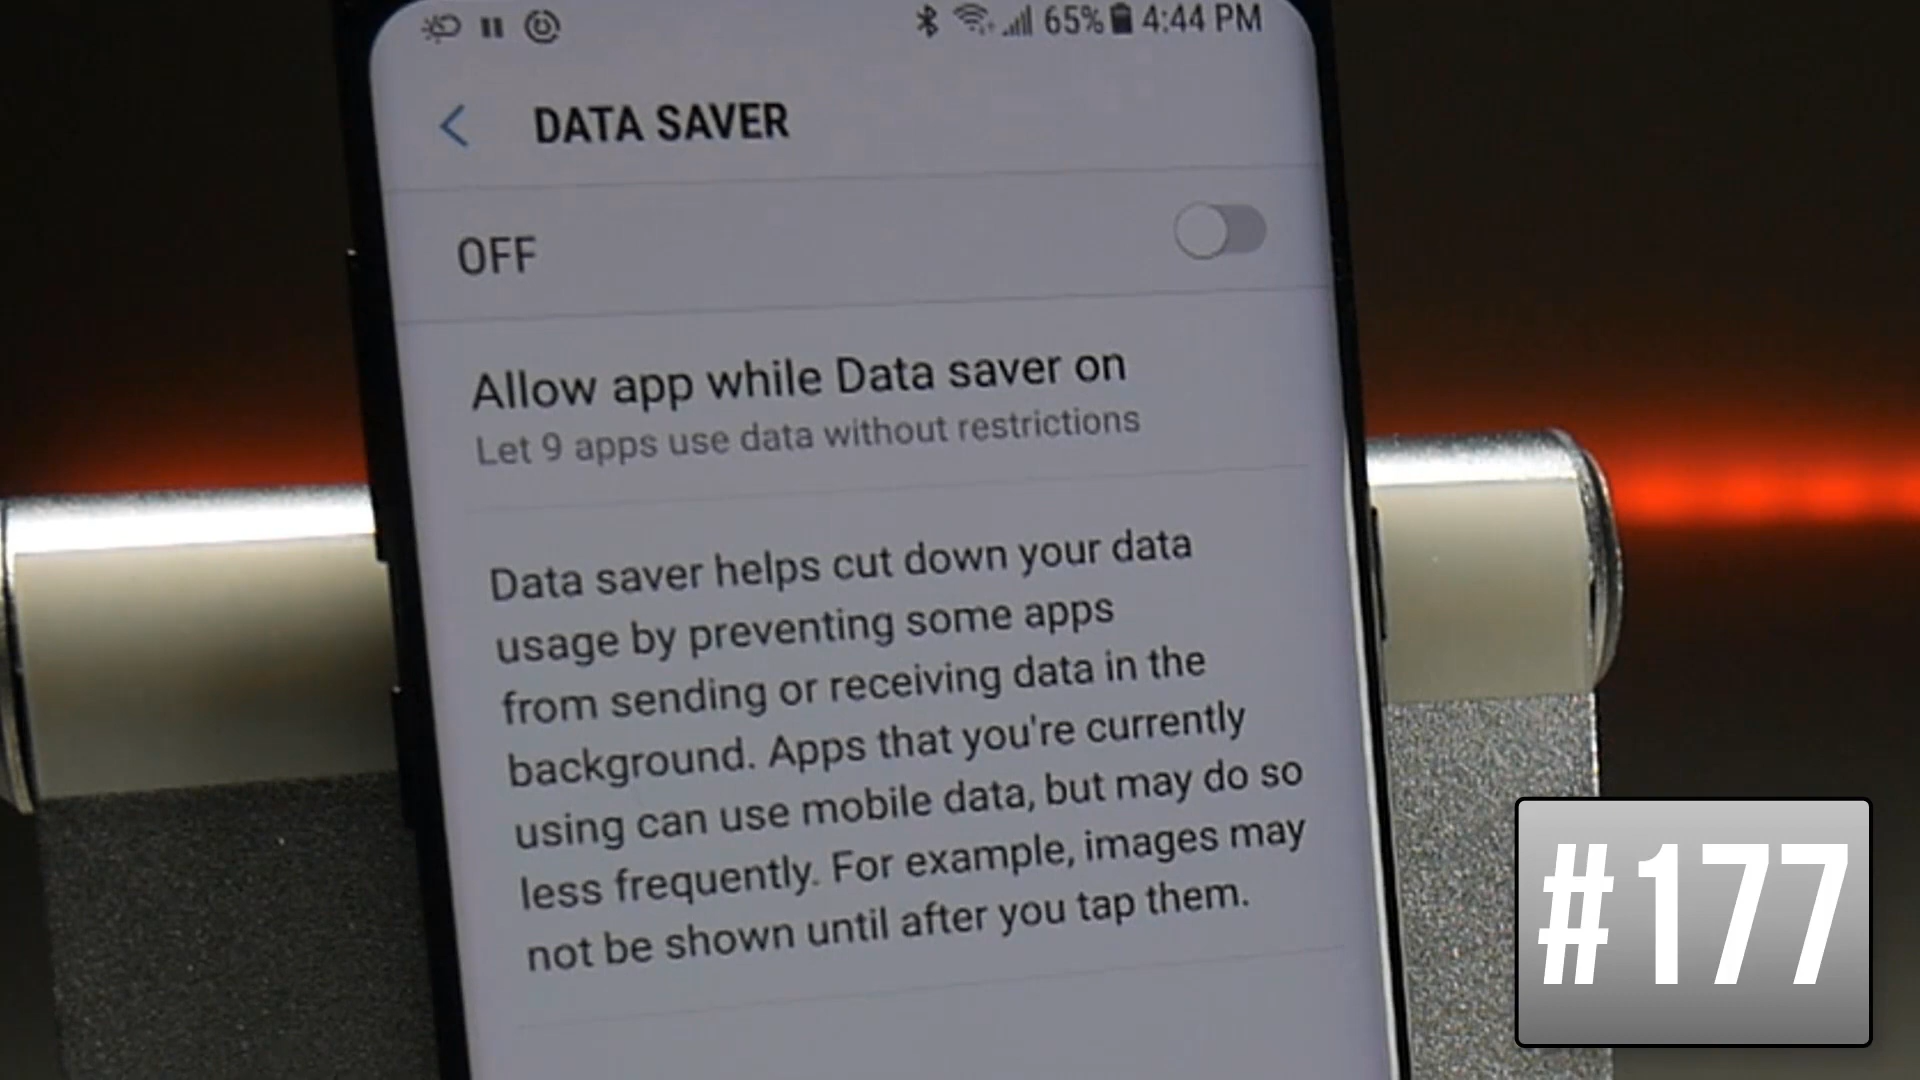 65% 4:44 PM
DATA SAVER
OFF
Allow app while Data saver on
Let 9 apps use data without restrictions
Data saver helps cut down your data
usage by preventing some apps
from sending or receiving data in the
background. Apps that you're currently
using can use mobile data, but may do so
less frequently. For example, images may
not be shown until after you tap them.
#177